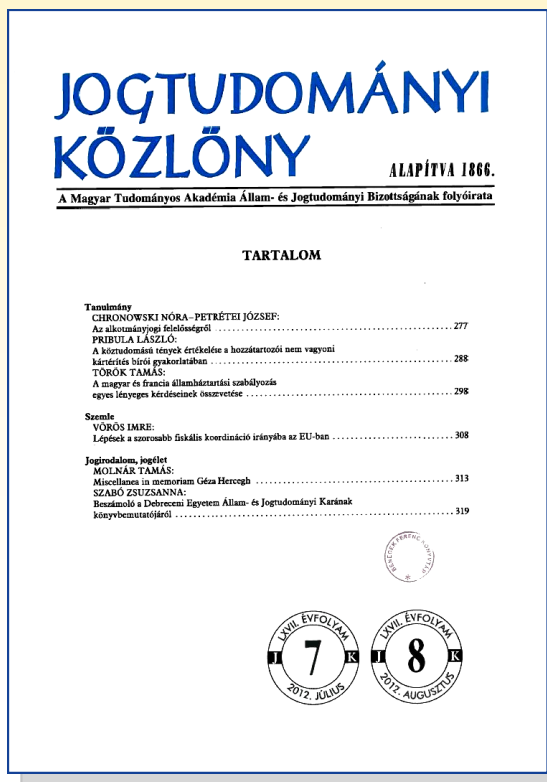 JOGTUDOMÁNYI
KÖZLÖNY
ALAPÍTVA 1866.
A Magyar Tudományos Akadémia Állam- és Jogtudományi Bizottságának folyóirata
TARTALOM
Tanulmány
CHRONOWSKI NÓRA–PETRÉTEI JÓZSEF:
Az alkotmányjogi felelősségről ........ 277
PRIBULA LÁSZLÓ:
A köztudomású tények értékelése a hozzátartozói nem vagyoni
kártérítés bírói gyakorlatában ........ 288
TÖRÖK TAMÁS:
A magyar és francia államháztartási szabályozás
egyes lényeges kérdéseinek összevetése ........ 298
Szemle
VÖRÖS IMRE:
Lépések a szorosabb fiskális koordináció irányába az EU-ban ........ 308
Jogirodalom, jogélet
MOLNÁR TAMÁS:
Miscellanea in memoriam Géza Hercegh ........ 313
SZABÓ ZSUZSANNA:
Beszámoló a Debreceni Egyetem Állam- és Jogtudományi Karának
könyvbemutatójáról ........ 319
FERENC KÖNYVTÁR
LXVII. ÉVFOLYAM
J 7 K
2012. JÚLIUS
LXVII. ÉVFOLYAM
J 8 K
2012. AUGUSZTUS